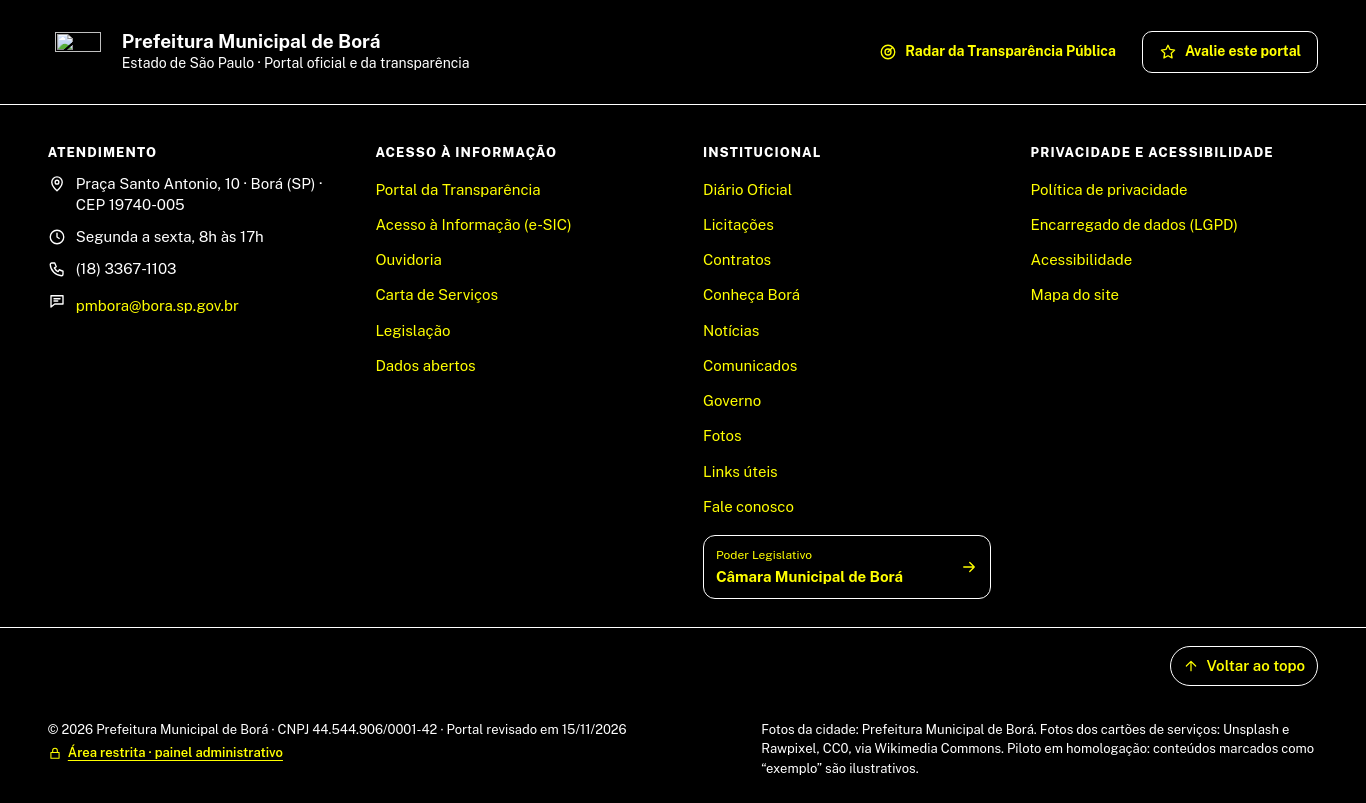 Prefeitura Municipal de Borá
Estado de São Paulo · Portal oficial e da transparência
Radar da Transparência Pública
Avalie este portal
ATENDIMENTO
Praça Santo Antonio, 10 · Borá (SP) ·
CEP 19740-005
Segunda a sexta, 8h às 17h
(18) 3367-1103
pmbora@bora.sp.gov.br
ACESSO À INFORMAÇÃO
Portal da Transparência
Acesso à Informação (e-SIC)
Ouvidoria
Carta de Serviços
Legislação
Dados abertos
INSTITUCIONAL
Diário Oficial
Licitações
Contratos
Conheça Borá
Notícias
Comunicados
Governo
Fotos
Links úteis
Fale conosco
Poder Legislativo
Câmara Municipal de Borá
PRIVACIDADE E ACESSIBILIDADE
Política de privacidade
Encarregado de dados (LGPD)
Acessibilidade
Mapa do site
Voltar ao topo
© 2026 Prefeitura Municipal de Borá · CNPJ 44.544.906/0001-42 · Portal revisado em 15/11/2026
Área restrita · painel administrativo
Fotos da cidade: Prefeitura Municipal de Borá. Fotos dos cartões de serviços: Unsplash e
Rawpixel, CC0, via Wikimedia Commons. Piloto em homologação: conteúdos marcados como
“exemplo” são ilustrativos.